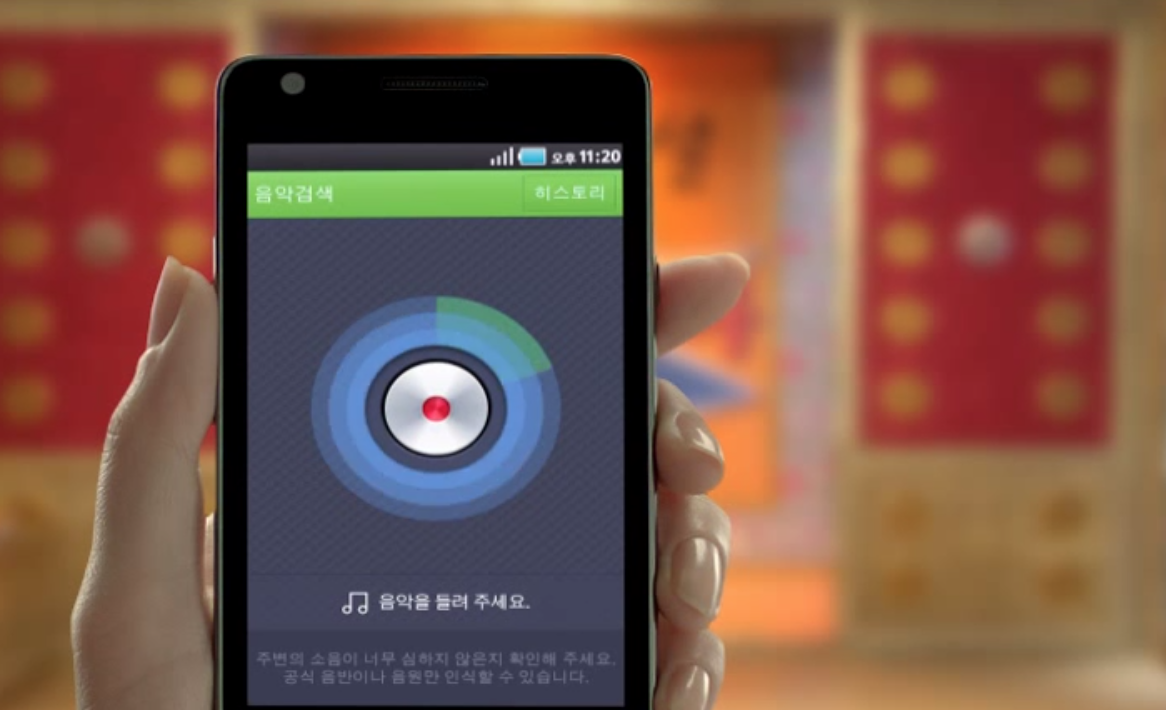 오후 11:20
음악검색
히스토리
음악을 들려 주세요.
주변의 소음이 너무 심하지 않은지 확인해 주세요.
공식 음반이나 음원만 인식할 수 있습니다.